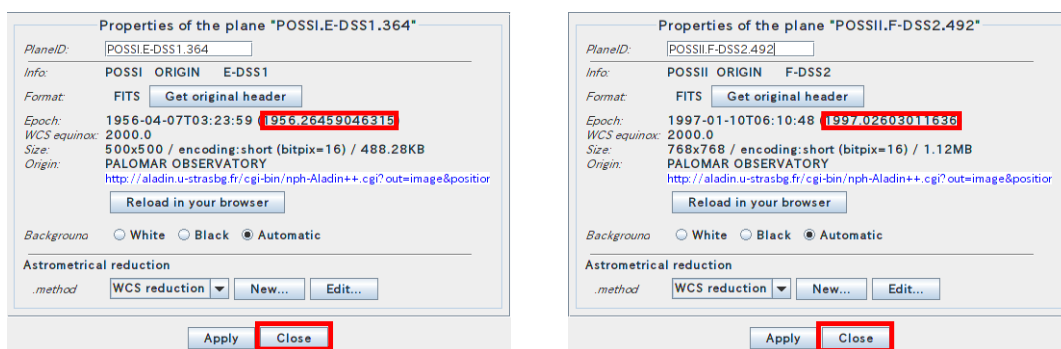 Properties of the plane "POSSI.E-DSS1.364"
PlaneID: POSSI.E-DSS1.364
Info: POSSI ORIGIN E-DSS1
Format: FITS Get original header
Epoch: 1956-04-07T03:23:59 (1956.26459046315)
WCS equinox: 2000.0
Size: 500x500 / encoding:short (bitpix=16) / 488.28KB
Origin: PALOMAR OBSERVATORY
http://aladin.u-strasbg.fr/cgi-bin/nph-Aladin++.cgi?out=image&position
Reload in your browser
Background White Black Automatic
Astrometrical reduction
.method WCS reduction New... Edit...
Apply Close
Properties of the plane "POSSII.F-DSS2.492"
PlaneID: POSSII.F-DSS2.492
Info: POSSII ORIGIN F-DSS2
Format: FITS Get original header
Epoch: 1997-01-10T06:10:48 (1997.02603011636
WCS equinox: 2000.0
Size: 768x768 / encoding:short (bitpix=16) / 1.12MB
Origin: PALOMAR OBSERVATORY
http://aladin.u-strasbg.fr/cgi-bin/nph-Aladin++.cgi?out=image&position
Reload in your browser
Background White Black Automatic
Astrometrical reduction
.method WCS reduction New... Edit...
Apply Close